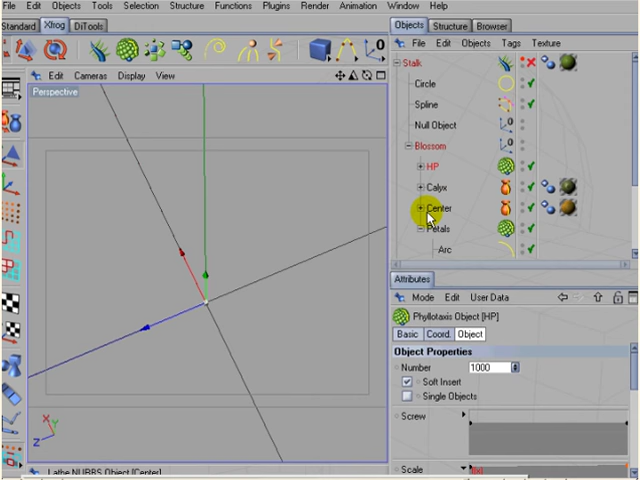 File Edit Objects Tools Selection Structure Functions Plugins Render Animation Window Help
Standard Xfrog DiTools
Objects Structure Browser
File Edit Objects Tags Texture
Edit Cameras Display View
Perspective
Stalk
Circle
Spline
Null Object
Blossom
HP
Calyx
Center
Petals
Arc
Attributes
Mode Edit User Data
Phyllotaxis Object [HP]
Basic Coord. Object
Object Properties
Number 1000
Soft Insert
Single Objects
Screw
Scale
X Y
Z
Lathe NURBS Object [Center]